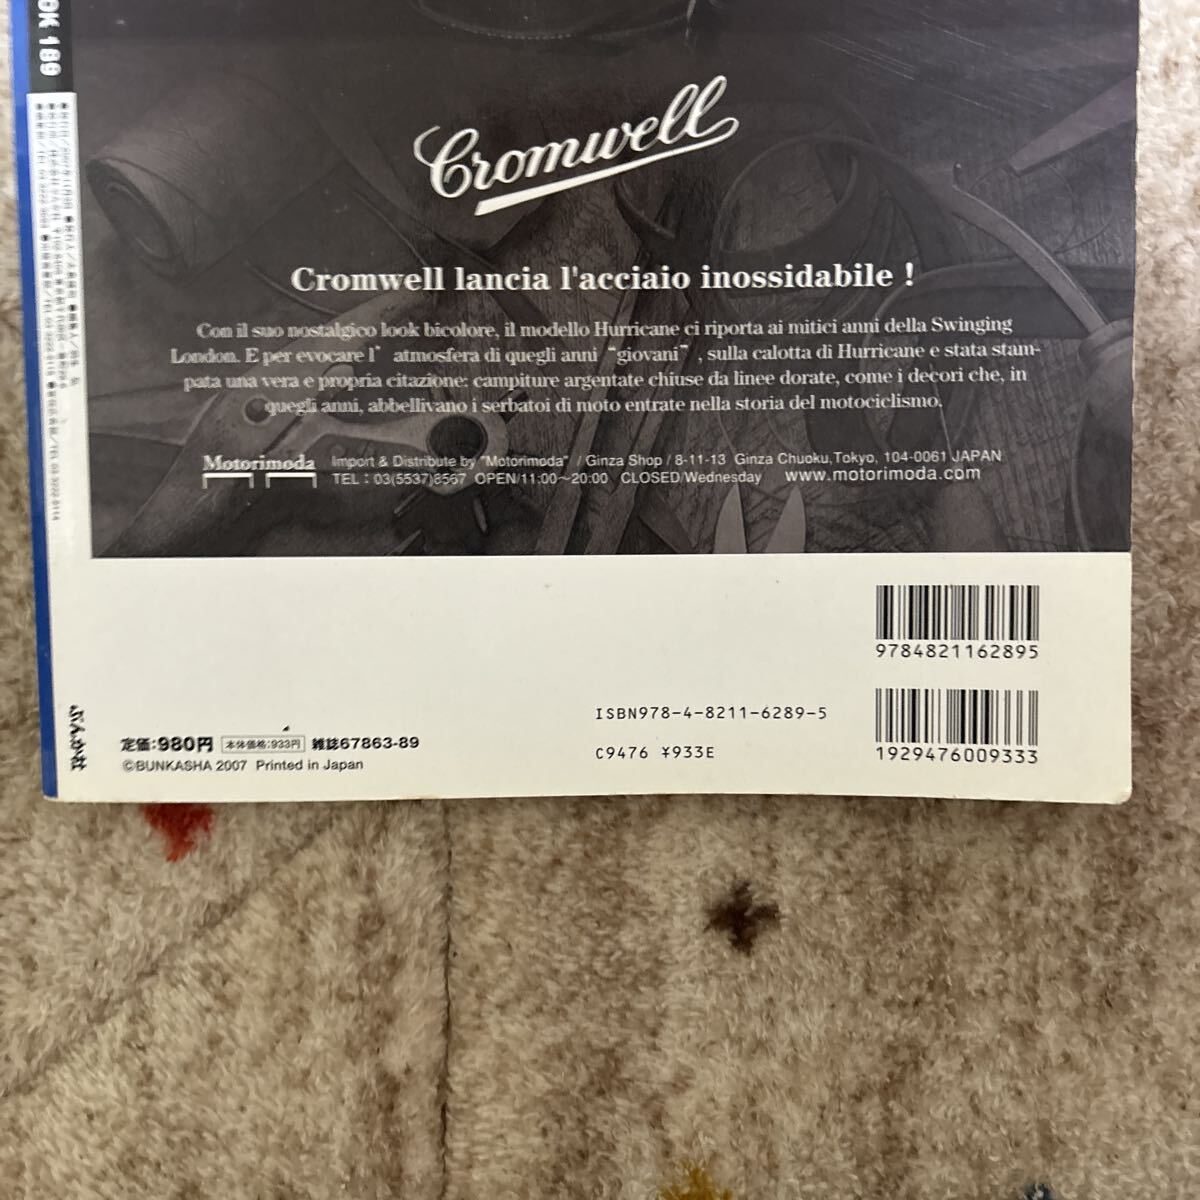 OOK 189
Cromwell
Cromwell lancia l'acciaio inossidabile !
Con il suo nostalgico look bicolore, il modello Hurricane ci riporta ai mitici anni della Swinging
London. E per evocare l' atmosfera di quegli anni “giovani” , sulla calotta di Hurricane e stata stam-
pata una vera e propria citazione: campiture argentate chiuse da linee dorate, come i decori che, in
quegli anni, abbellivano i serbatoi di moto entrate nella storia del motociclismo.
Motorimoda
Import & Distribute by "Motorimoda" / Ginza Shop / 8-11-13 Ginza Chuoku,Tokyo, 104-0061 JAPAN
TEL : 03(5537)8567 OPEN/11:00~20:00 CLOSED/Wednesday www.motorimoda.com
9784821162895
ISBN978-4-8211-6289-5
C9476 ¥933E
1929476009333
ぶんか社
定価:980円 本体価格:933円 雑誌67863-89
©BUNKASHA 2007 Printed in Japan